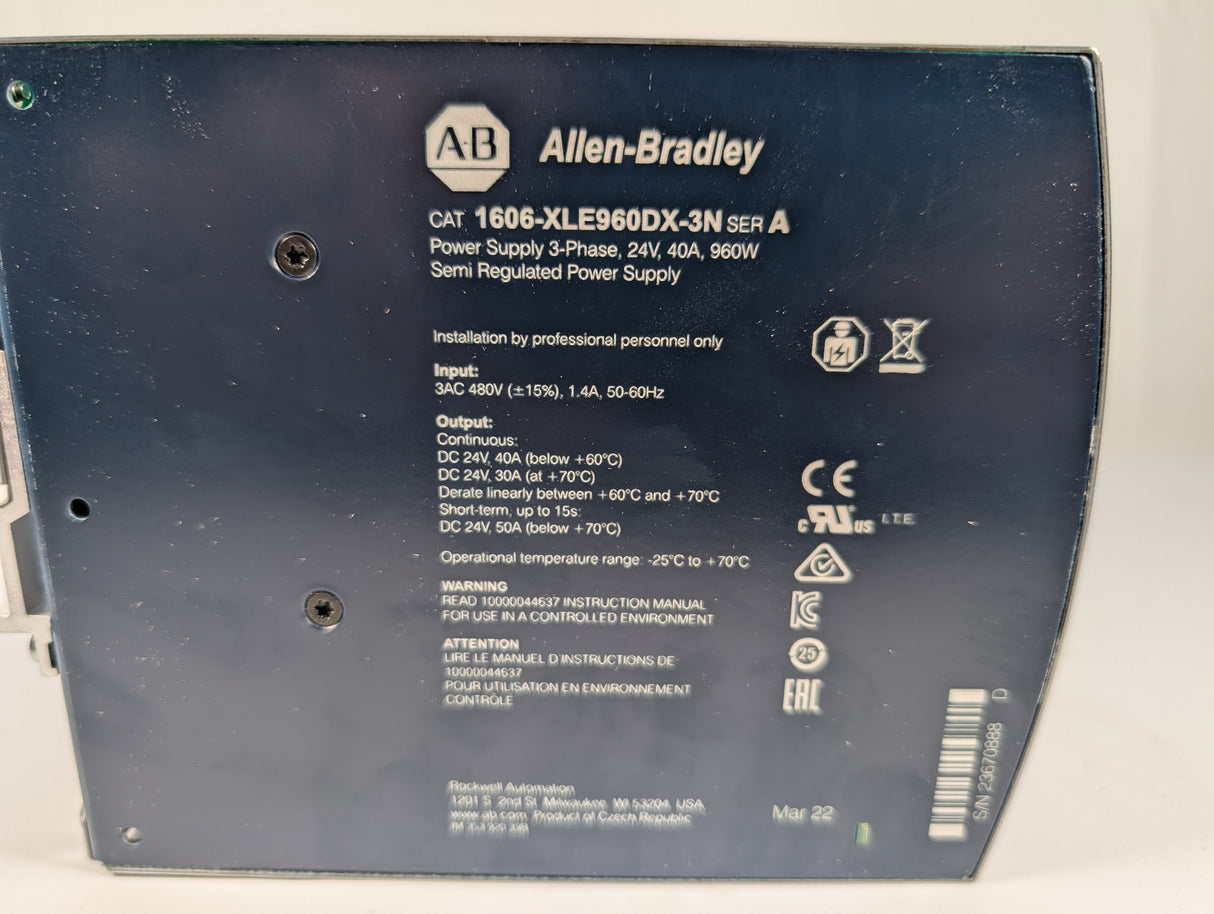 A·B Allen-Bradley
CAT 1606-XLE960DX-3N SER A
Power Supply 3-Phase, 24V, 40A, 960W
Semi Regulated Power Supply
Installation by professional personnel only
Input:
3AC 480V (±15%), 1.4A, 50-60Hz
Output:
Continuous:
DC 24V, 40A (below +60°C)
DC 24V, 30A (at +70°C)
Derate linearly between +60°C and +70°C
Short-term, up to 15s:
DC 24V, 50A (below +70°C)
Operational temperature range: -25°C to +70°C
WARNING
READ 10000044637 INSTRUCTION MANUAL
FOR USE IN A CONTROLLED ENVIRONMENT
ATTENTION
LIRE LE MANUEL D'INSTRUCTIONS DE
10000044637
POUR UTILISATION EN ENVIRONNEMENT
CONTRÔLE
CE
c RU us I.T.E.
KC
25
EAC
Rockwell Automation
1201 S. 2nd St. Milwaukee, WI 53204, USA
www.ab.com Product of Czech Republic
Mar 22
S/N 23670888 D